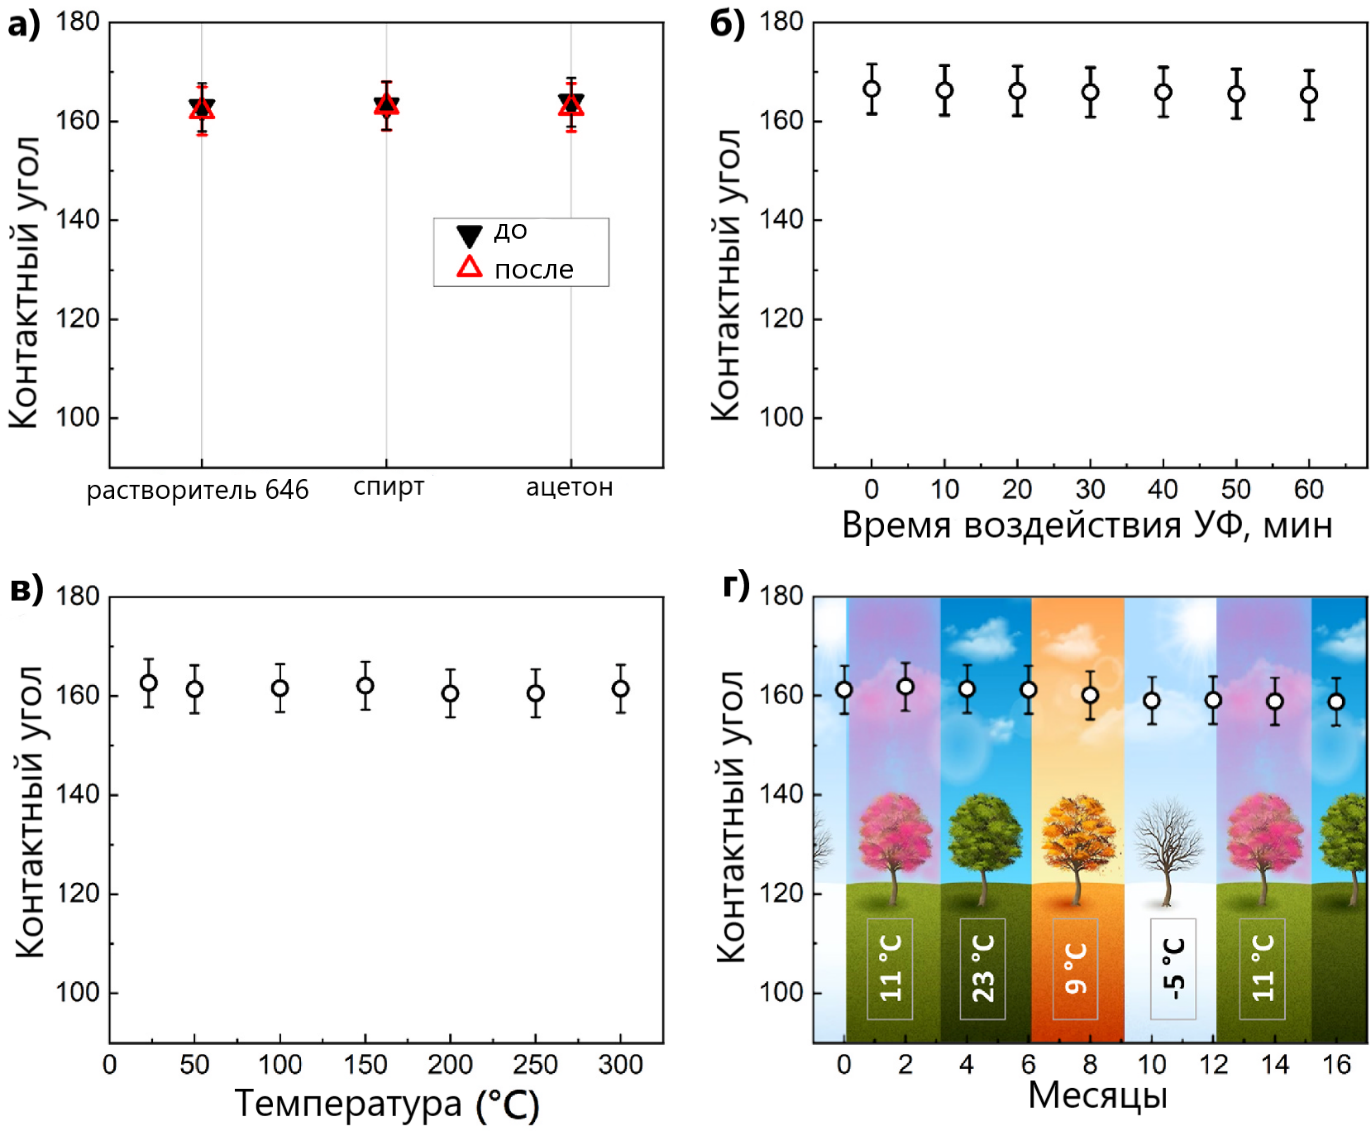 а)
180
160
140
120
100
Контактный угол
до
после
растворитель 646
спирт
ацетон
б)
180
160
140
120
100
Контактный угол
0 10 20 30 40 50 60
Время воздействия УФ, мин
в)
180
160
140
120
100
Контактный угол
0 50 100 150 200 250 300
Температура (°C)
г)
180
160
140
120
100
Контактный угол
11 °C
23 °C
9 °C
-5 °C
11 °C
0 2 4 6 8 10 12 14 16
Месяцы